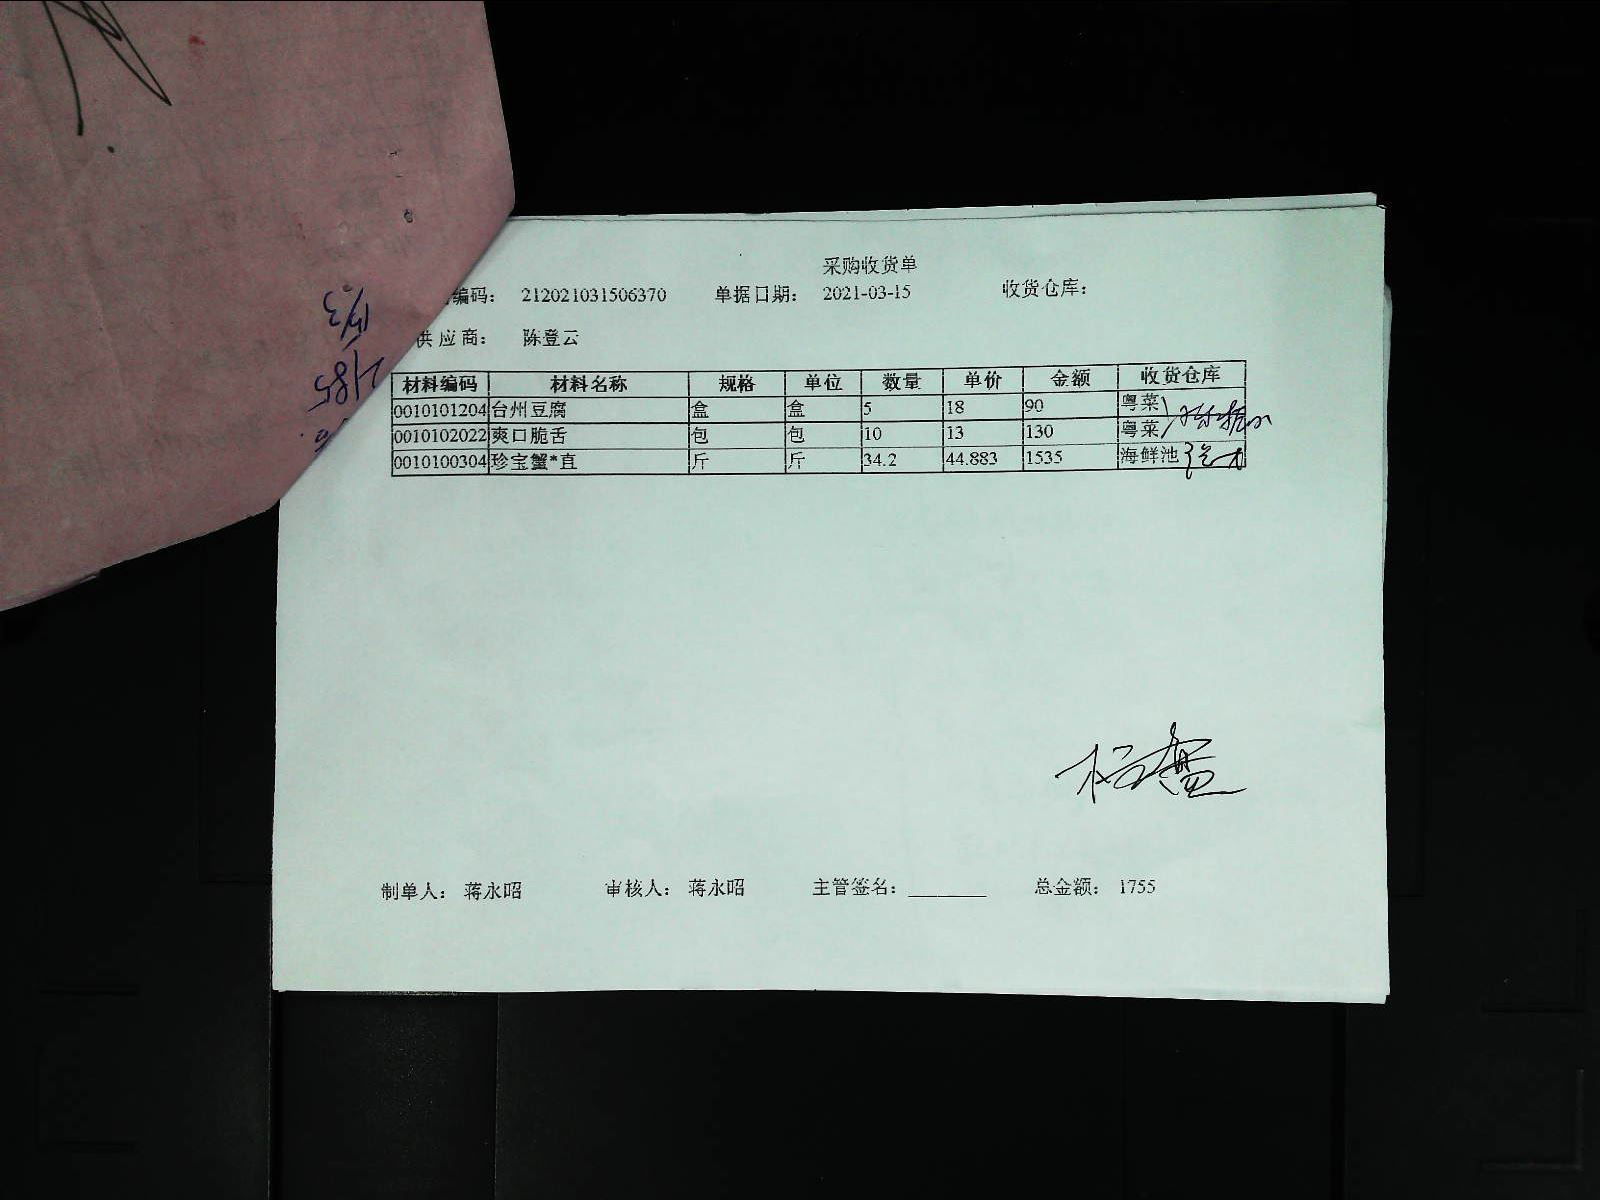 采购收货单
编码： 212021031506370 单据日期： 2021-03-15 收货仓库：
供应商： 陈登云
材料编码 材料名称 规格 单位 数量 单价 金额 收货仓库
0010101204 台州豆腐 盒 盒 5 18 90 粤菜
0010102022 爽口脆舌 包 包 10 13 130 粤菜
0010100304 珍宝蟹*直 斤 斤 34.2 44.883 1535 海鲜池
制单人： 蒋永昭 审核人： 蒋永昭 主管签名： 总金额： 1755